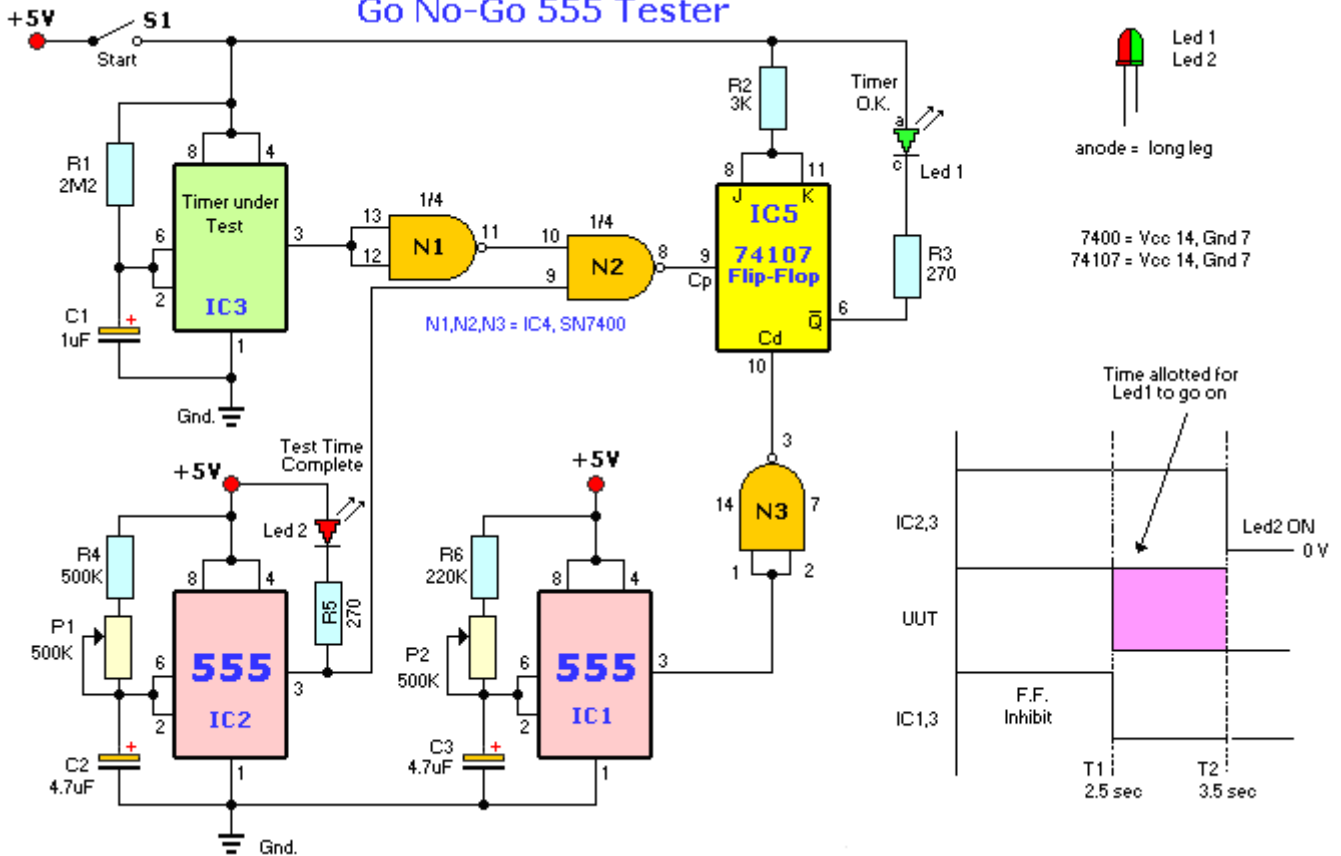 Go No-Go 555 Tester
+5V
S1
Start
R1
2M2
8
4
Timer under
Test
6
2
3
IC3
1
C1
1uF
+
Gnd.
1/4
13
12
N1
11
1/4
10
9
N2
8
N1,N2,N3 = IC4, SN7400
R2
3K
8
11
J
K
IC5
74107
Flip-Flop
9
Cp
Q
6
Cd
10
Timer
O.K.
a
c
Led 1
R3
270
Led 1
Led 2
anode = long leg
7400 = Vcc 14, Gnd 7
74107 = Vcc 14, Gnd 7
Test Time
Complete
+5V
Led 2
R4
500K
P1
500K
8
4
R5
270
6
2
555
IC2
3
1
C2
4.7uF
+
Gnd.
+5V
R6
220K
P2
500K
8
4
6
2
555
IC1
3
1
C3
4.7uF
+
3
14
N3
7
1
2
Time allotted for
Led1 to go on
IC2,3
Led2 ON
0 V
UUT
IC1,3
F.F.
Inhibit
T1
2.5 sec
T2
3.5 sec